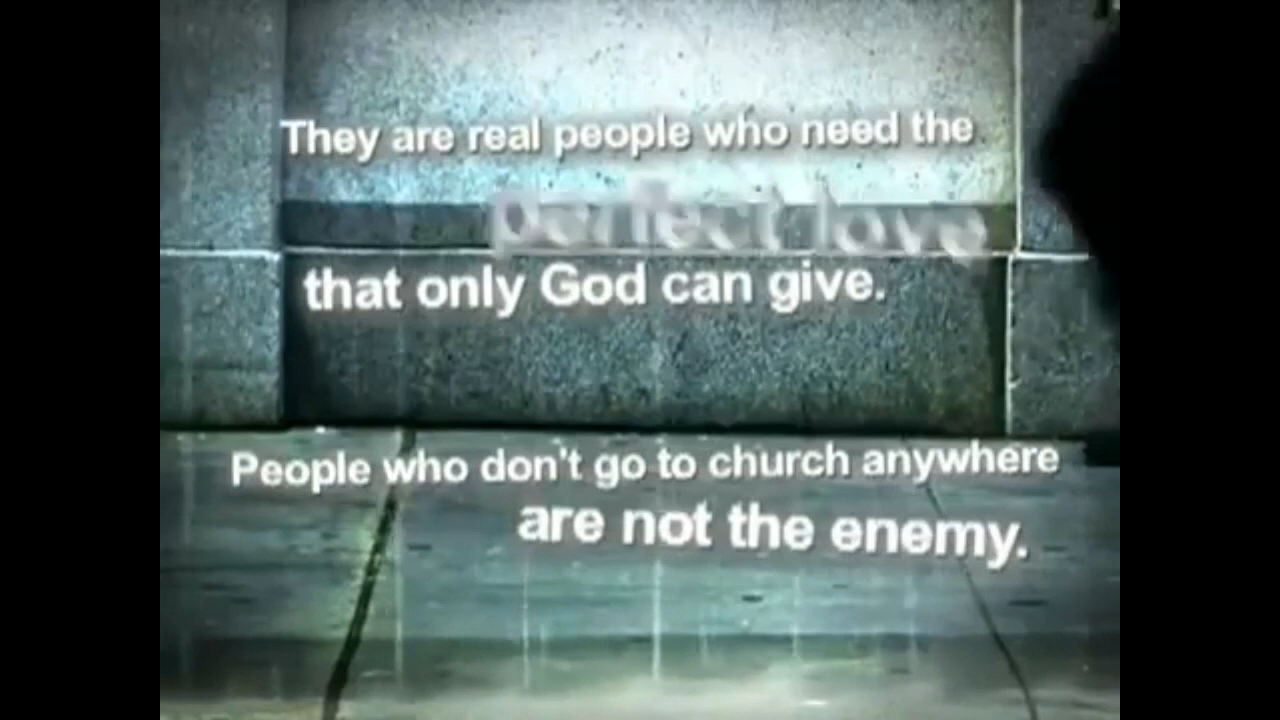 They are real people who need the
perfect love
that only God can give.
People who don't go to church anywhere
are not the enemy.